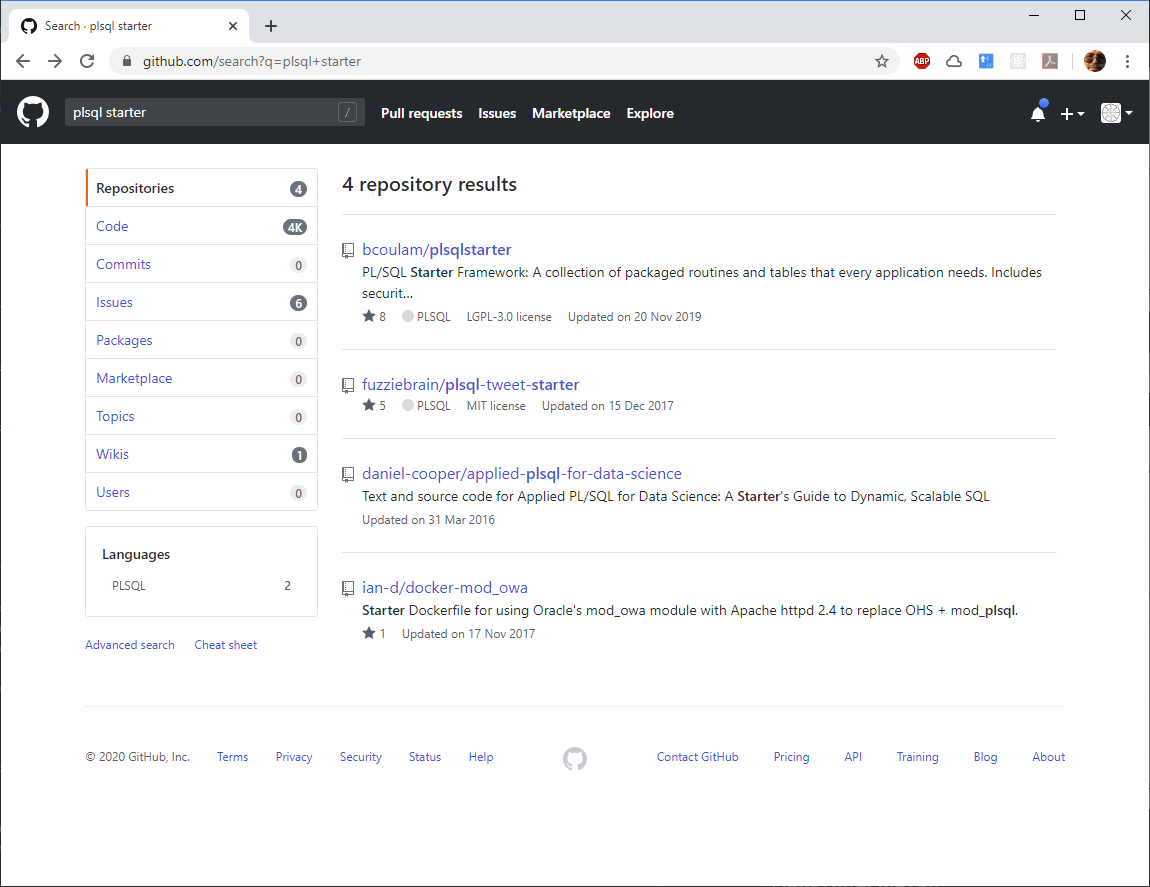 Search · plsql starter
github.com/search?q=plsql+starter
ABP
plsql starter /
Pull requests Issues Marketplace Explore
Repositories 4
Code 4K
Commits 0
Issues 6
Packages 0
Marketplace 0
Topics 0
Wikis 1
Users 0
Languages
PLSQL 2
Advanced search Cheat sheet
4 repository results
bcoulam/plsqlstarter
PL/SQL Starter Framework: A collection of packaged routines and tables that every application needs. Includes
securit...
8 PLSQL LGPL-3.0 license Updated on 20 Nov 2019
fuzziebrain/plsql-tweet-starter
5 PLSQL MIT license Updated on 15 Dec 2017
daniel-cooper/applied-plsql-for-data-science
Text and source code for Applied PL/SQL for Data Science: A Starter's Guide to Dynamic, Scalable SQL
Updated on 31 Mar 2016
ian-d/docker-mod_owa
Starter Dockerfile for using Oracle's mod_owa module with Apache httpd 2.4 to replace OHS + mod_plsql.
1 Updated on 17 Nov 2017
© 2020 GitHub, Inc. Terms Privacy Security Status Help Contact GitHub Pricing API Training Blog About